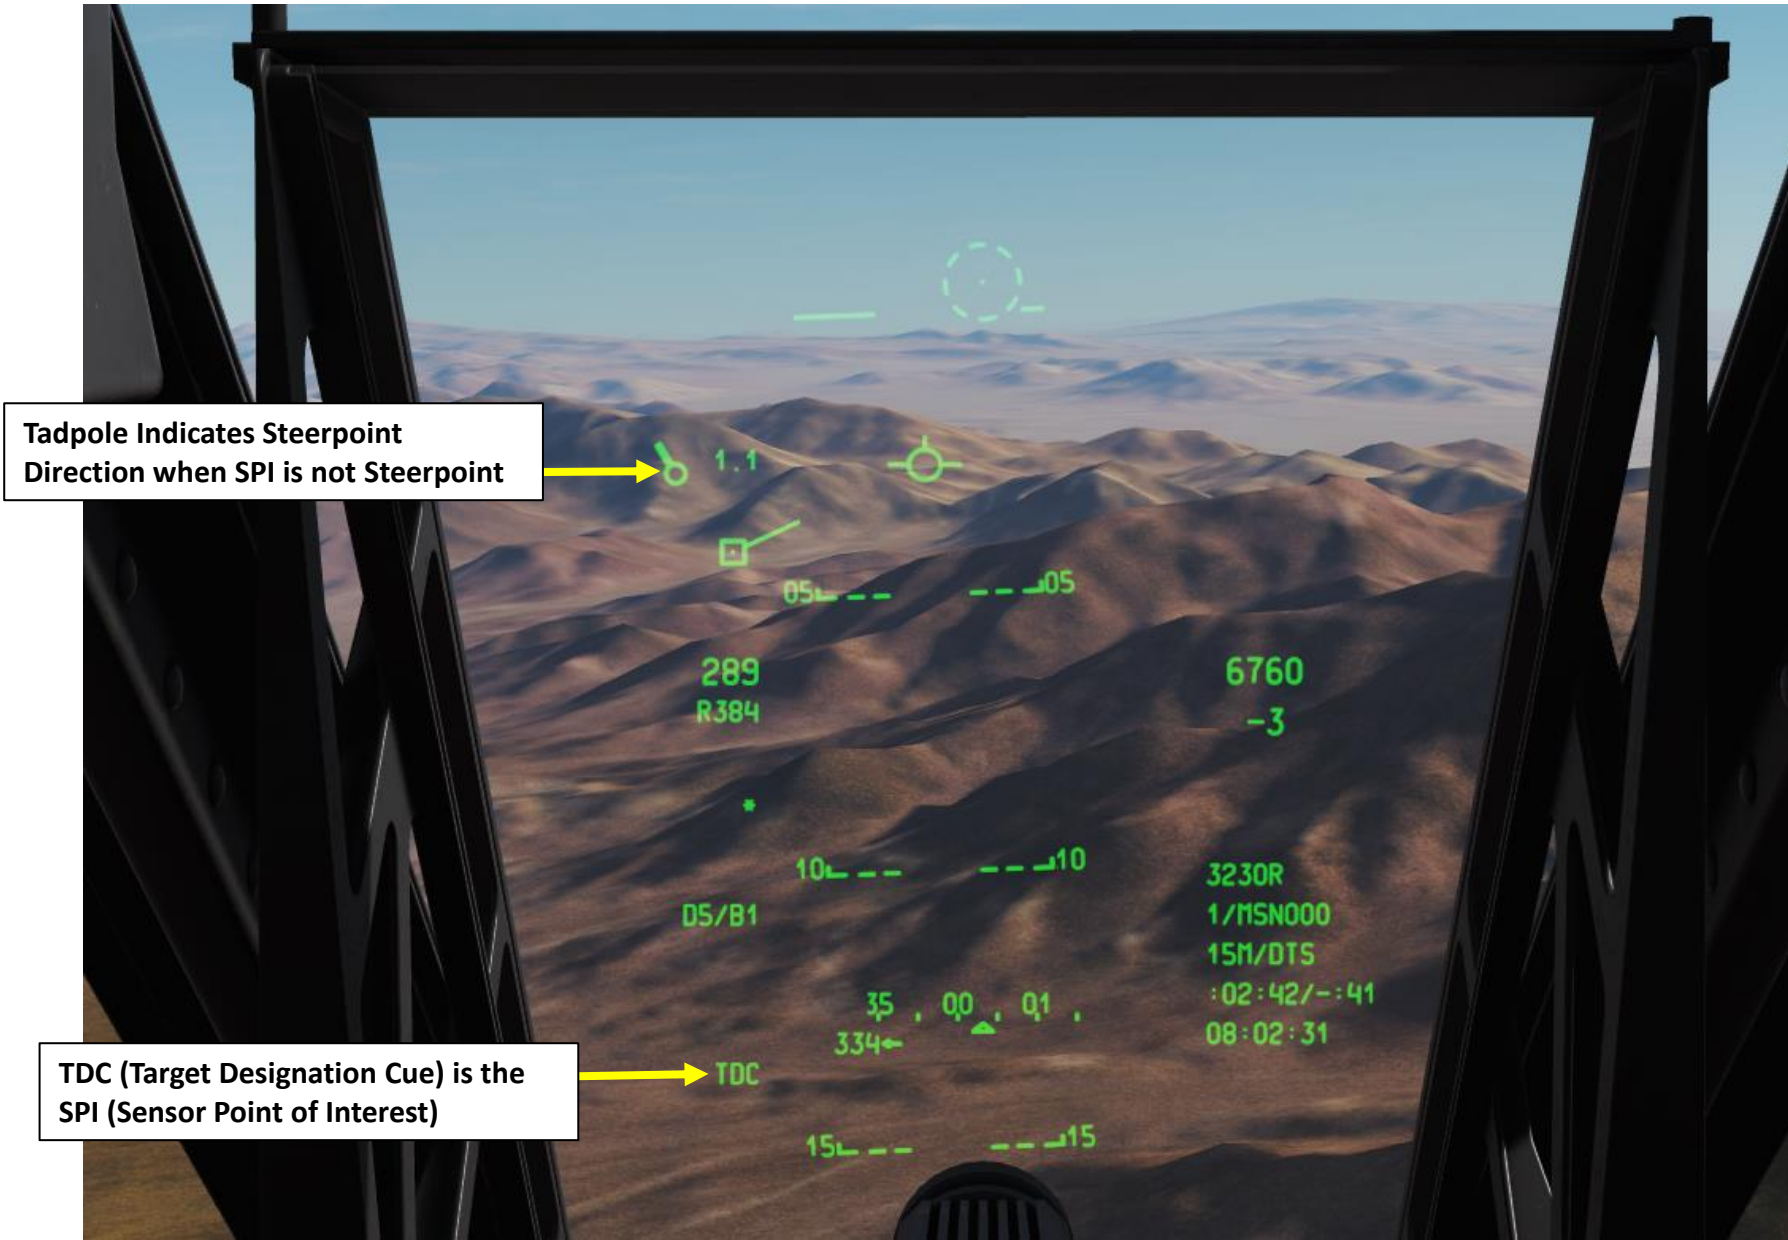 Tadpole Indicates Steerpoint
Direction when SPI is not Steerpoint
1.1
05 05
289 6760
R384 -3
*
10 10
3230R
D5/B1 1/MSN000
15M/DTS
35 00 01 :02:42/-:41
334 08:02:31
TDC (Target Designation Cue) is the
SPI (Sensor Point of Interest)
TDC
15 15